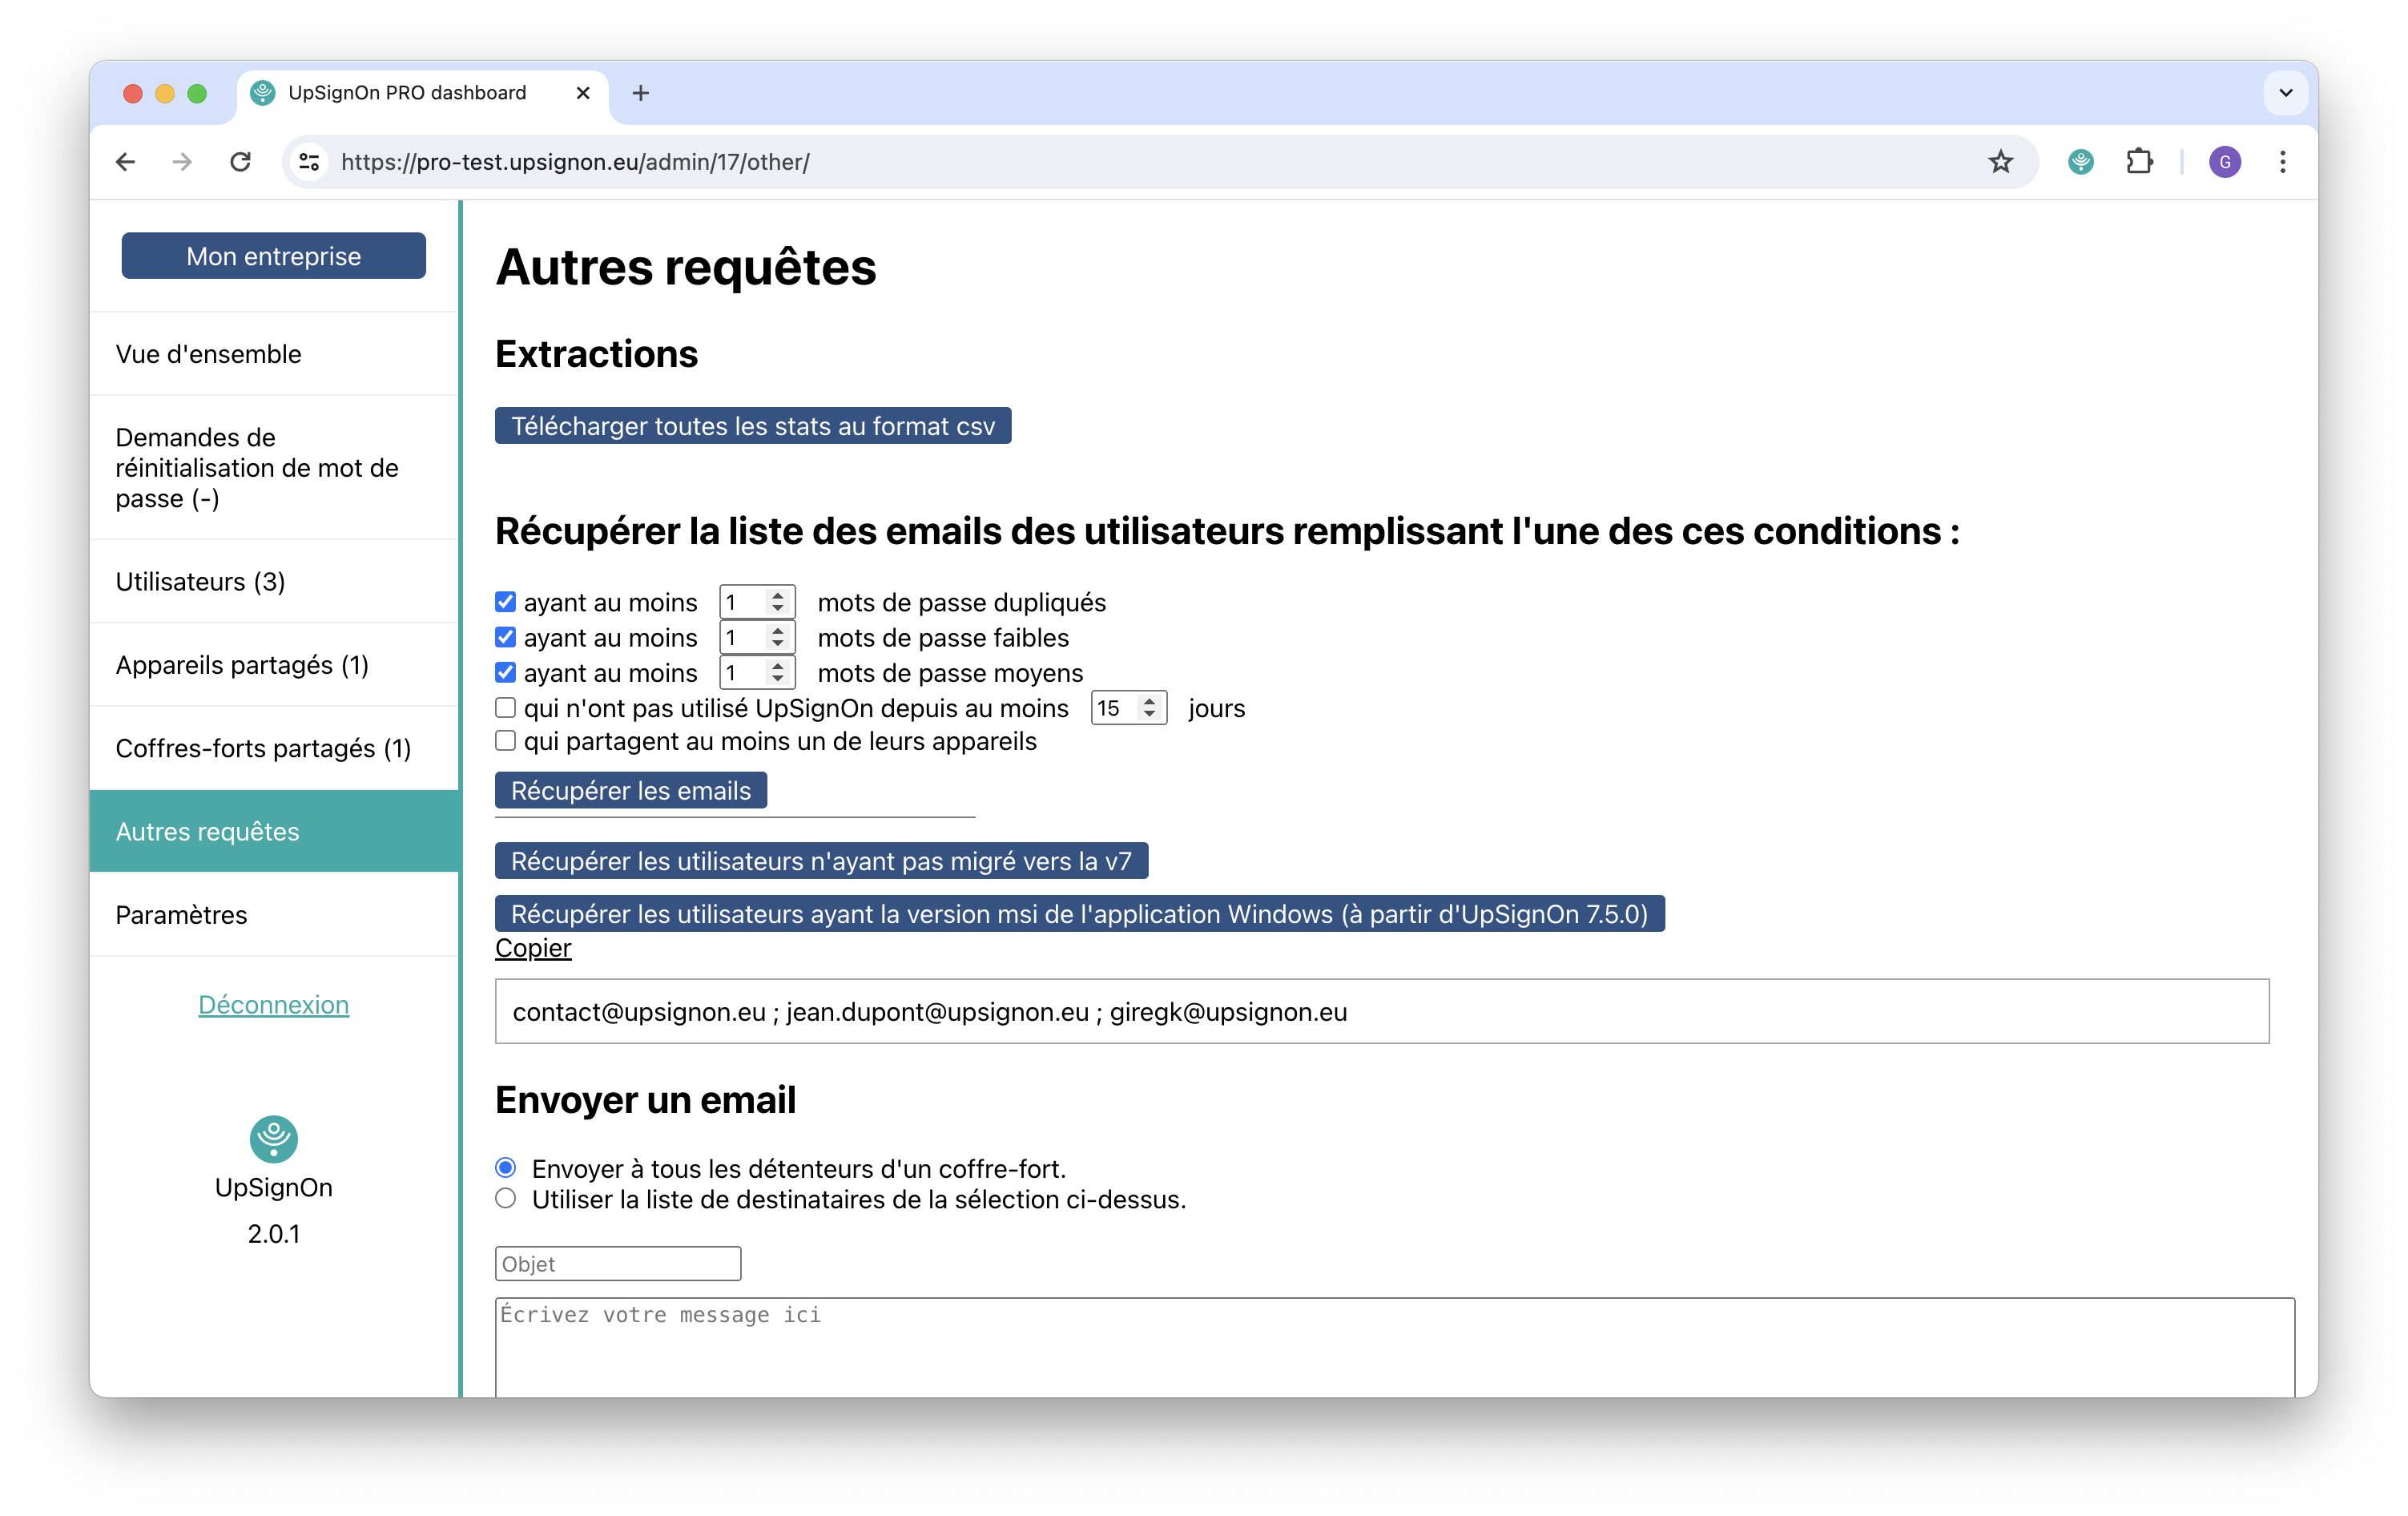 UpSignOn PRO dashboard
https://pro-test.upsignon.eu/admin/17/other/
G
Mon entreprise
Vue d'ensemble
Demandes de
réinitialisation de mot de
passe (-)
Utilisateurs (3)
Appareils partagés (1)
Coffres-forts partagés (1)
Autres requêtes
Paramètres
Déconnexion
UpSignOn
2.0.1
Autres requêtes
Extractions
Télécharger toutes les stats au format csv
Récupérer la liste des emails des utilisateurs remplissant l'une des ces conditions :
ayant au moins 1 mots de passe dupliqués
ayant au moins 1 mots de passe faibles
ayant au moins 1 mots de passe moyens
qui n'ont pas utilisé UpSignOn depuis au moins 15 jours
qui partagent au moins un de leurs appareils
Récupérer les emails
Récupérer les utilisateurs n'ayant pas migré vers la v7
Récupérer les utilisateurs ayant la version msi de l'application Windows (à partir d'UpSignOn 7.5.0)
Copier
contact@upsignon.eu ; jean.dupont@upsignon.eu ; giregk@upsignon.eu
Envoyer un email
Envoyer à tous les détenteurs d'un coffre-fort.
Utiliser la liste de destinataires de la sélection ci-dessus.
Objet
Écrivez votre message ici